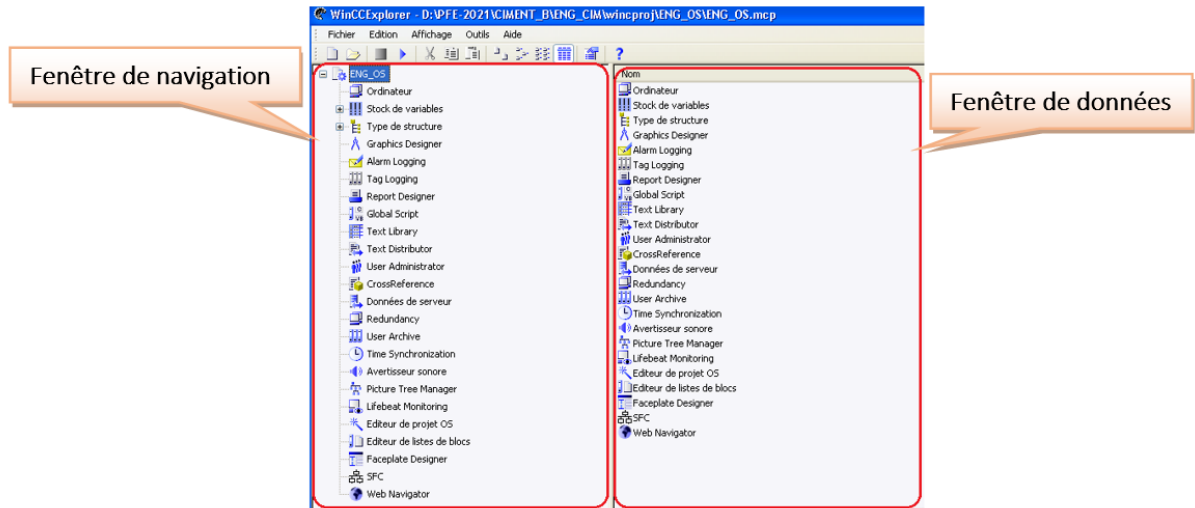 WinCCExplorer - D:\PFE-2021\CIMENT_B\ENG_CIM\wincproj\ENG_OS\ENG_OS.mcp
Fichier Edition Affichage Outils Aide
Fenêtre de navigation
ENG_OS
Ordinateur
Stock de variables
Type de structure
Graphics Designer
Alarm Logging
Tag Logging
Report Designer
Global Script
Text Library
Text Distributor
User Administrator
CrossReference
Données de serveur
Redundancy
User Archive
Time Synchronization
Avertisseur sonore
Picture Tree Manager
Lifebeat Monitoring
Editeur de projet OS
Editeur de listes de blocs
Faceplate Designer
SFC
Web Navigator
Nom
Ordinateur
Stock de variables
Type de structure
Graphics Designer
Alarm Logging
Tag Logging
Report Designer
Global Script
Text Library
Text Distributor
User Administrator
CrossReference
Données de serveur
Redundancy
User Archive
Time Synchronization
Avertisseur sonore
Picture Tree Manager
Lifebeat Monitoring
Editeur de projet OS
Editeur de listes de blocs
Faceplate Designer
SFC
Web Navigator
Fenêtre de données